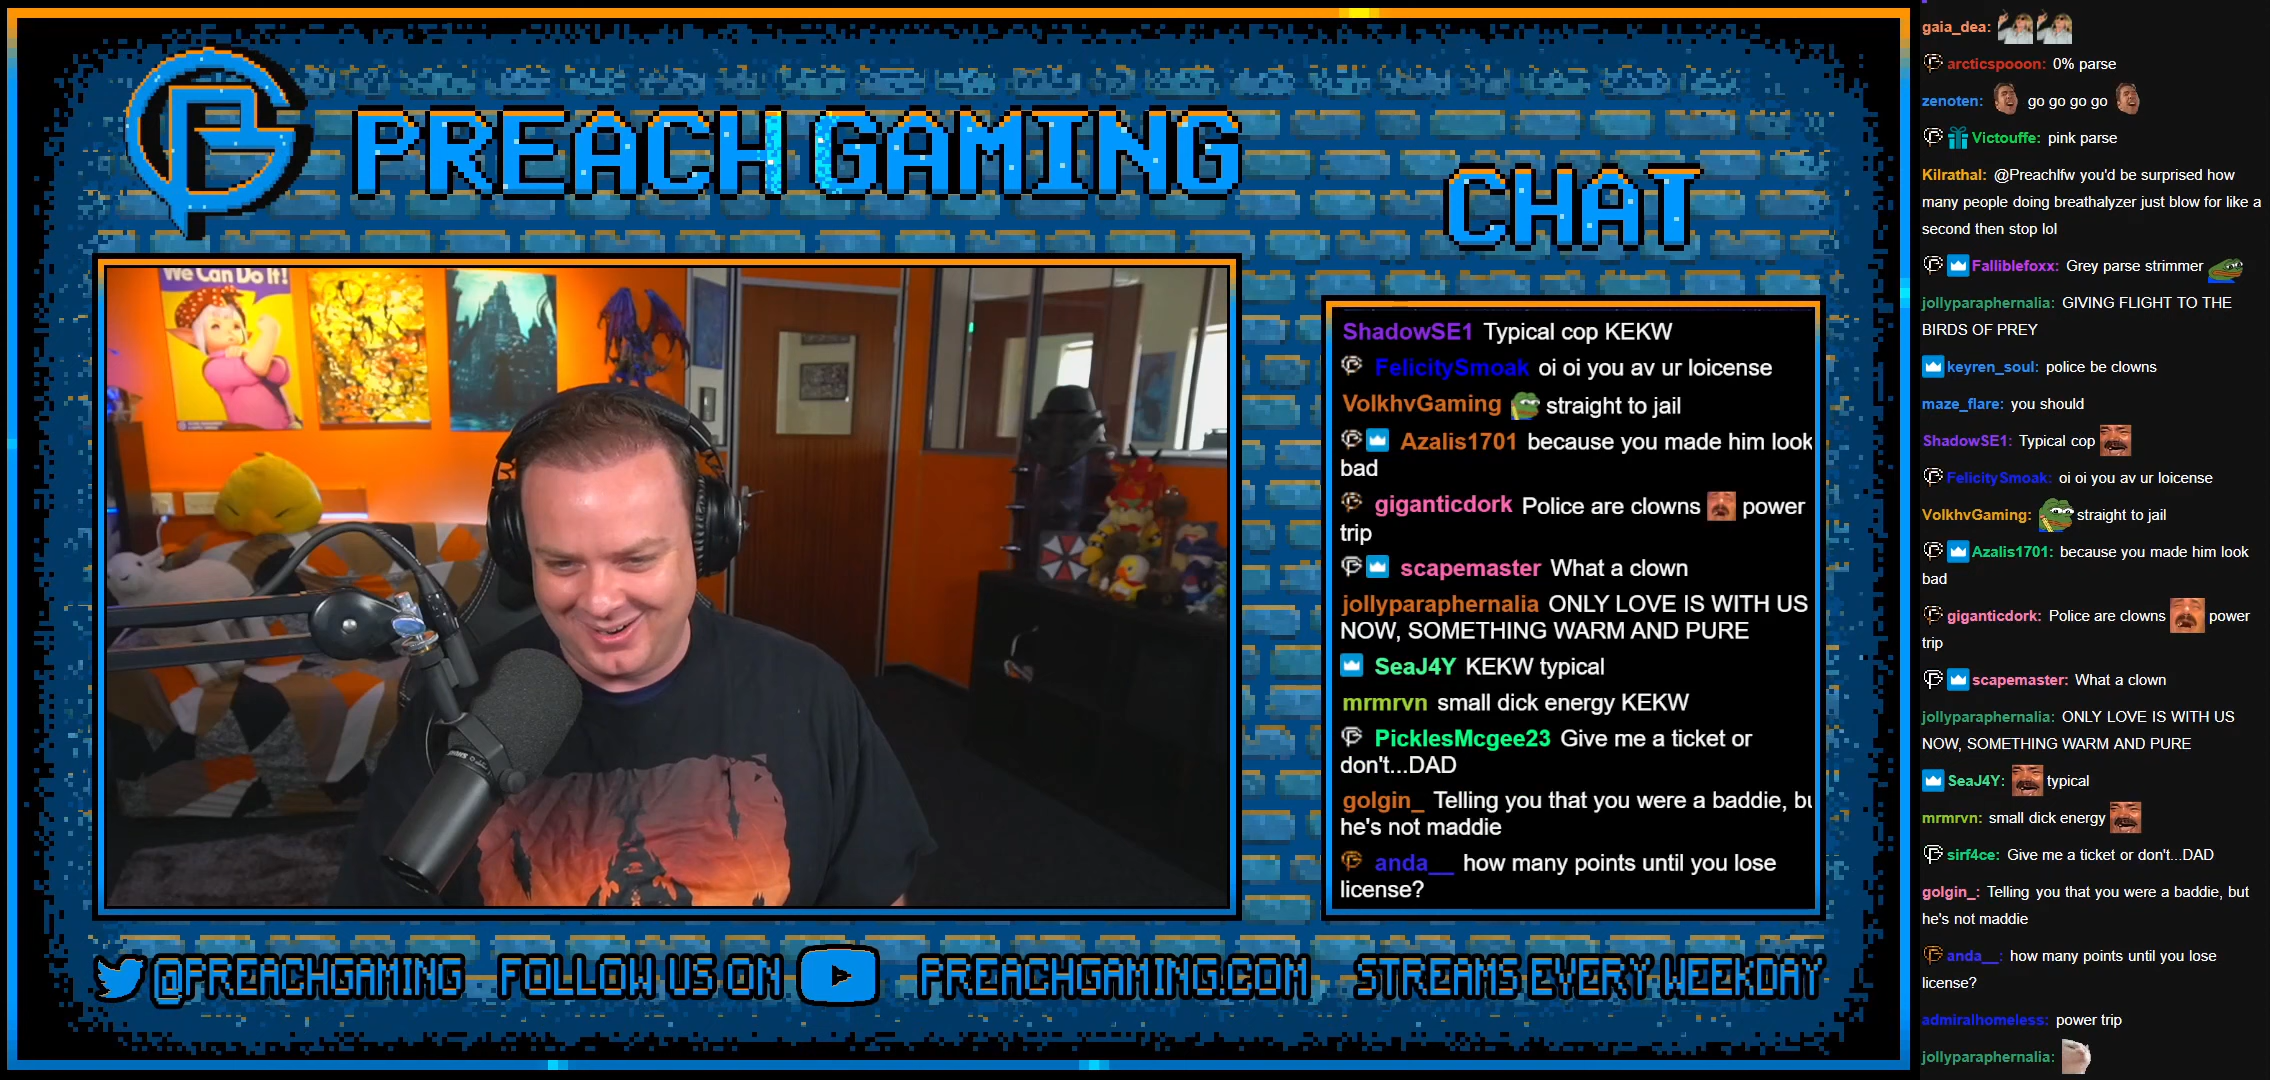 PREACH GAMING
CHAT
We Can Do It!
ShadowSE1 Typical cop KEKW
FelicitySmoak oi oi you av ur loicense
VolkhvGaming straight to jail
Azalis1701 because you made him look
bad
giganticdork Police are clowns power
trip
scapemaster What a clown
jollyparaphernalia ONLY LOVE IS WITH US
NOW, SOMETHING WARM AND PURE
SeaJ4Y KEKW typical
mrmrvn small dick energy KEKW
PicklesMcgee23 Give me a ticket or
don't...DAD
golgin_ Telling you that you were a baddie, bu
he's not maddie
anda__ how many points until you lose
license?
@PREACHGAMING FOLLOW US ON PREACHGAMING.COM STREAMS EVERY WEEKDAY
gaia_dea:
arcticspooon: 0% parse
zenoten: go go go go
Victouffe: pink parse
Kilrathal: @Preachlfw you'd be surprised how
many people doing breathalyzer just blow for like a
second then stop lol
Falliblefoxx: Grey parse strimmer
jollyparaphernalia: GIVING FLIGHT TO THE
BIRDS OF PREY
keyren_soul: police be clowns
maze_flare: you should
ShadowSE1: Typical cop
FelicitySmoak: oi oi you av ur loicense
VolkhvGaming: straight to jail
Azalis1701: because you made him look
bad
giganticdork: Police are clowns power
trip
scapemaster: What a clown
jollyparaphernalia: ONLY LOVE IS WITH US
NOW, SOMETHING WARM AND PURE
SeaJ4Y: typical
mrmrvn: small dick energy
sirf4ce: Give me a ticket or don't...DAD
golgin_: Telling you that you were a baddie, but
he's not maddie
anda__: how many points until you lose
license?
admiralhomeless: power trip
jollyparaphernalia: